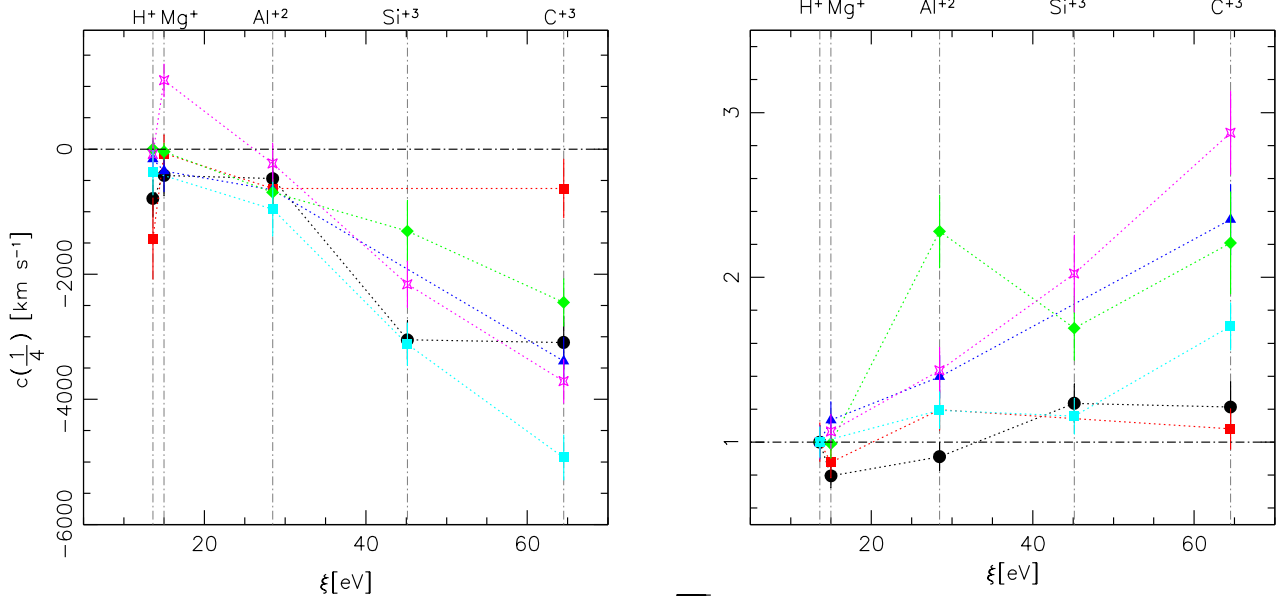 H⁺ Mg⁺ Al⁺² Si⁺³ C⁺³
0
−2000
−4000
−6000
c(1/4) [km s⁻¹]
20 40 60
ξ[eV]
H⁺ Mg⁺ Al⁺² Si⁺³ C⁺³
3
2
1
20 40 60
ξ[eV]